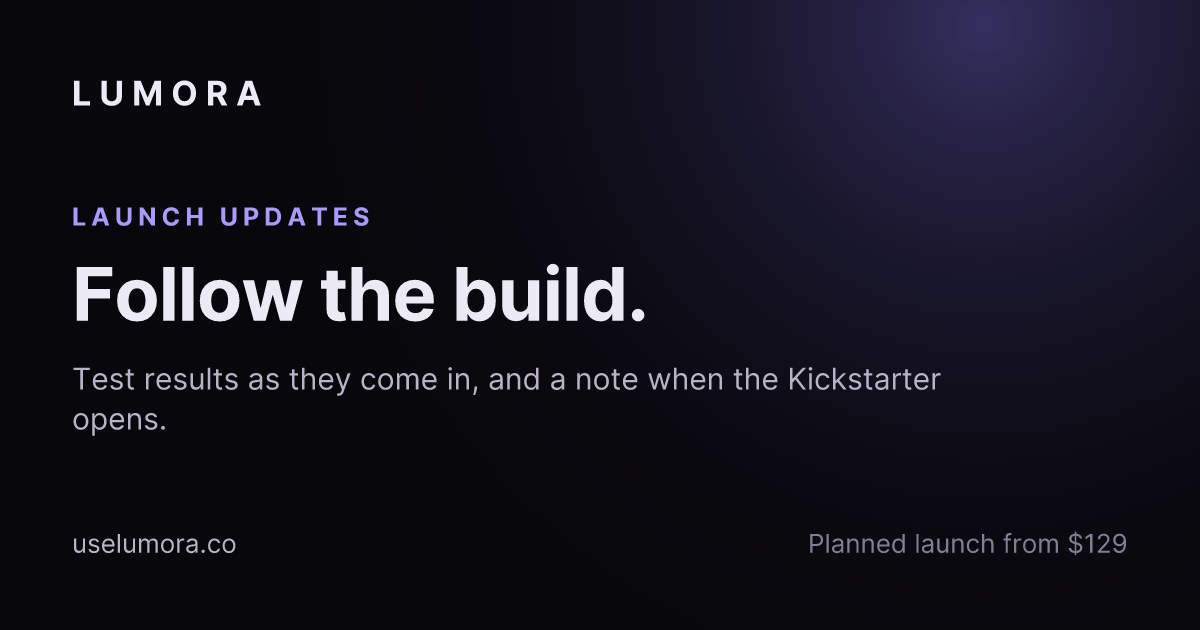 LUMORA
LAUNCH UPDATES
Follow the build.
Test results as they come in, and a note when the Kickstarter
opens.
uselumora.co
Planned launch from $129